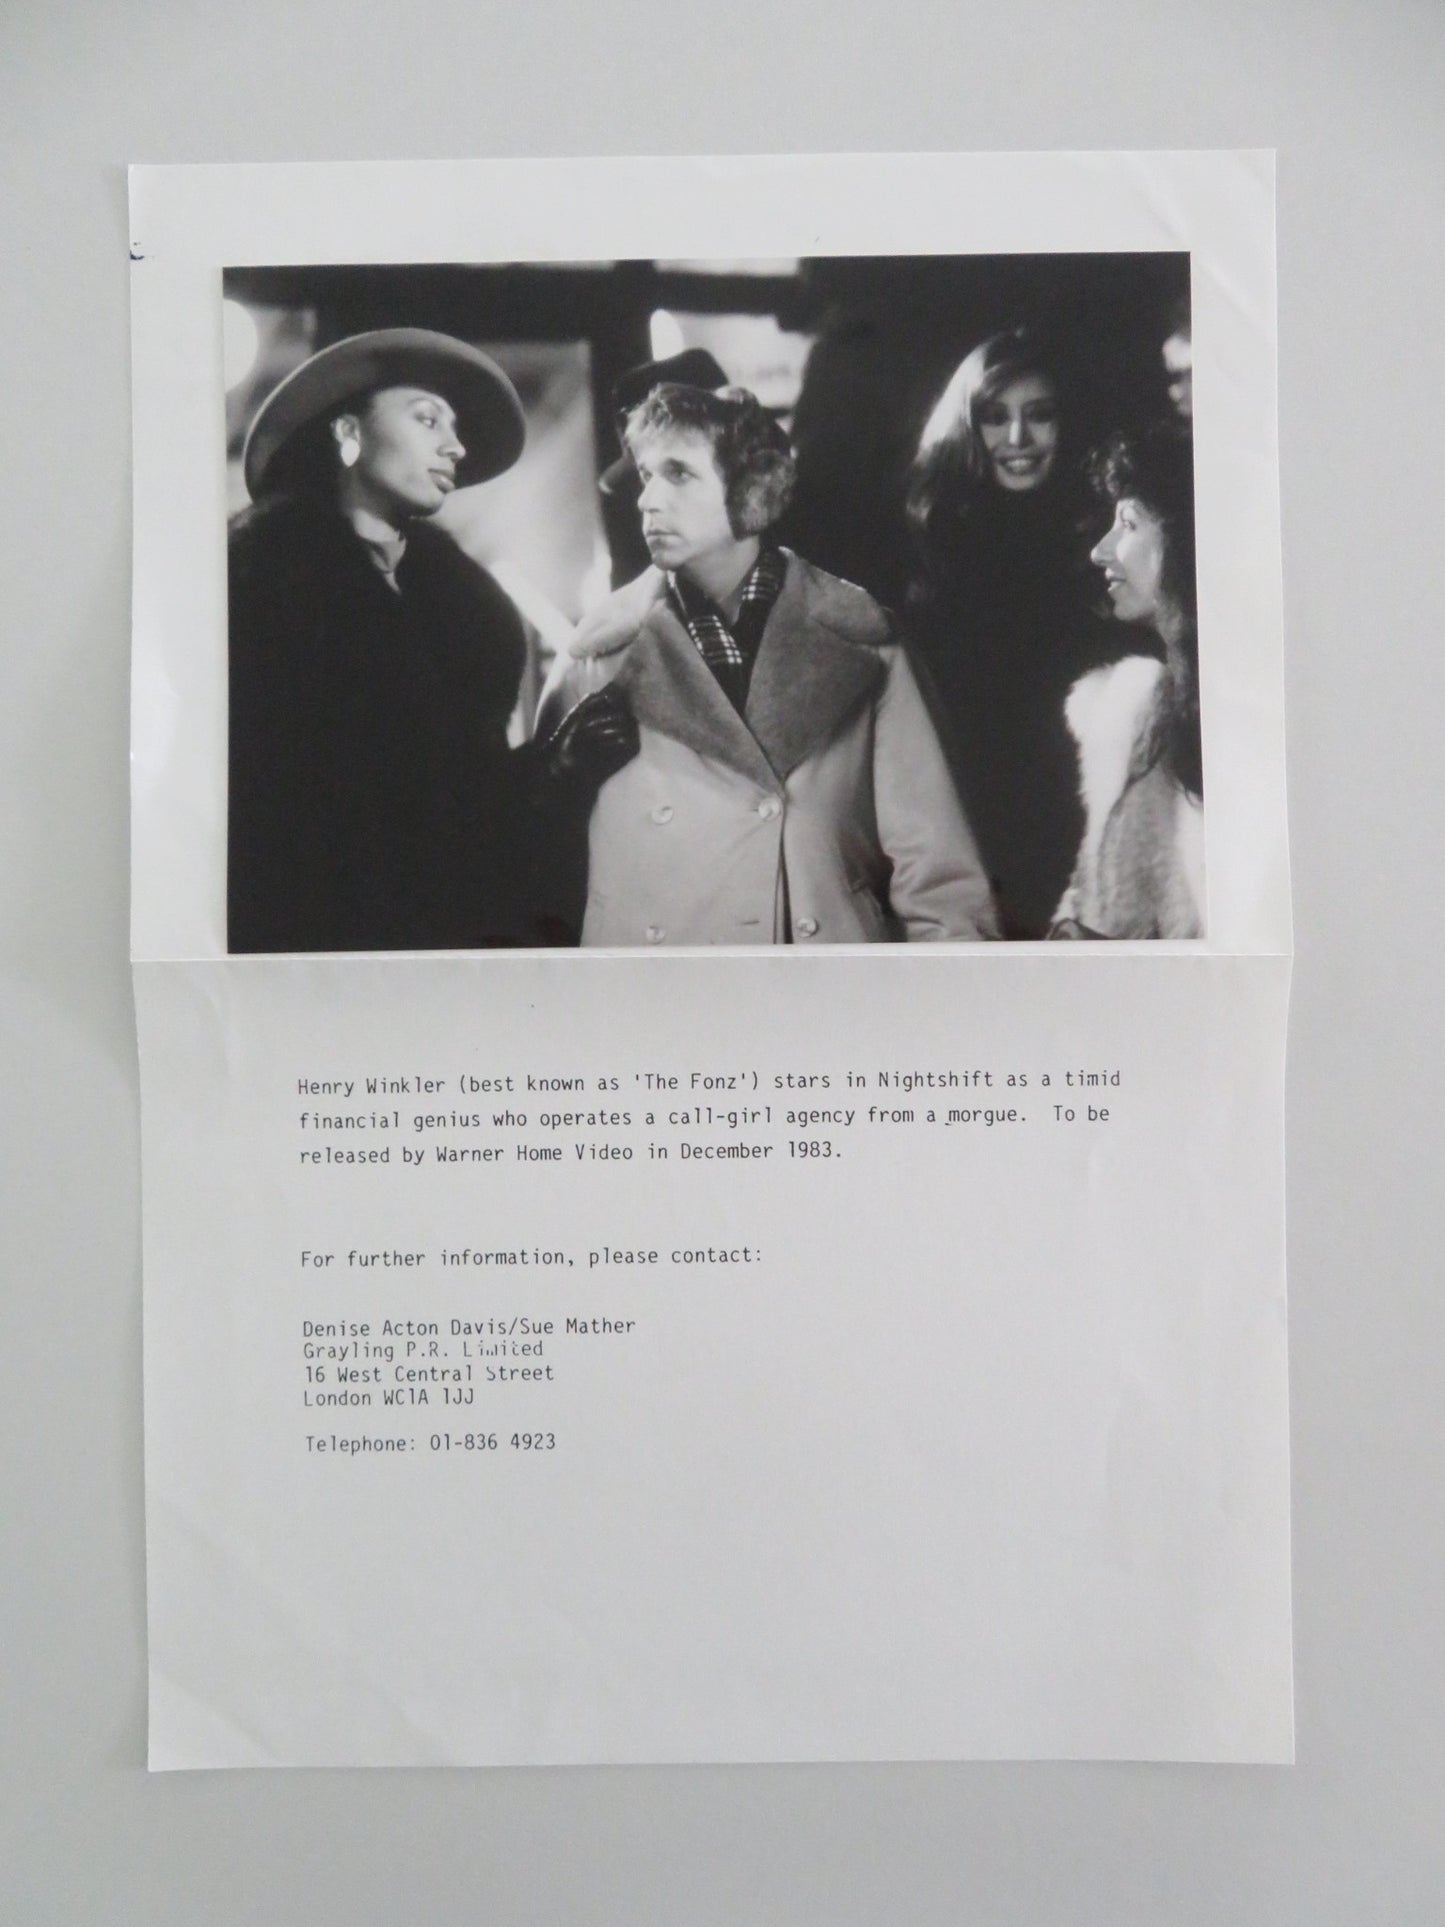 Henry Winkler (best known as 'The Fonz') stars in Nightshift as a timid
financial genius who operates a call-girl agency from a morgue. To be
released by Warner Home Video in December 1983.
For further information, please contact:
Denise Acton Davis/Sue Mather
Grayling P.R. Limited
16 West Central Street
London WC1A 1JJ
Telephone: 01-836 4923